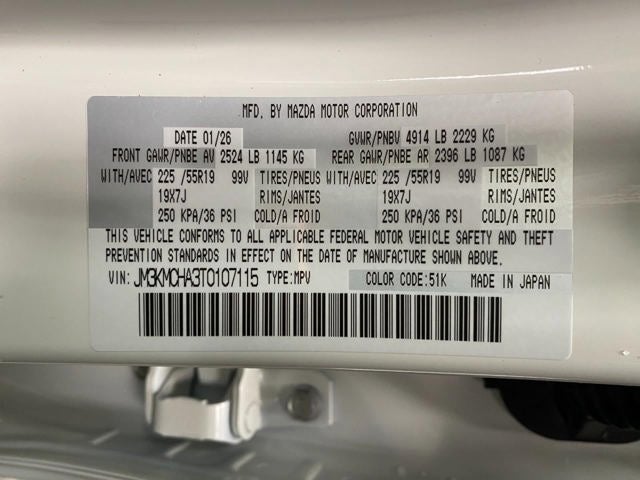 MFD. BY MAZDA MOTOR CORPORATION
DATE 01/26 GVWR/PNBV 4914 LB 2229 KG
FRONT GAWR/PNBE AV 2524 LB 1145 KG REAR GAWR/PNBE AR 2396 LB 1087 KG
WITH/AVEC 225 /55R19 99V TIRES/PNEUS WITH/AVEC 225 /55R19 99V TIRES/PNEUS
19X7J RIMS/JANTES 19X7J RIMS/JANTES
250 KPA/36 PSI COLD/A FROID 250 KPA/36 PSI COLD/A FROID
THIS VEHICLE CONFORMS TO ALL APPLICABLE FEDERAL MOTOR VEHICLE SAFETY AND THEFT
PREVENTION STANDARDS IN EFFECT ON THE DATE OF MANUFACTURE SHOWN ABOVE.
VIN: JM3KMCHA3T0107115 TYPE:MPV COLOR CODE:51K MADE IN JAPAN